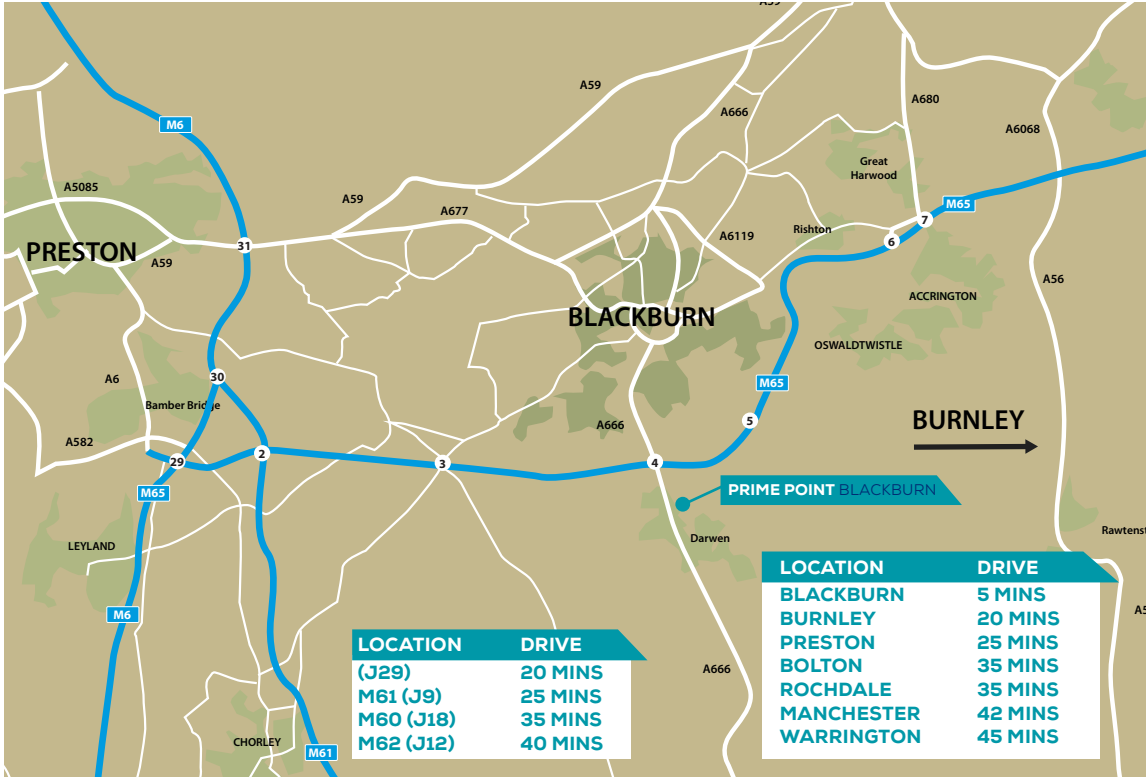 A59
M6
A59
A666
A680
A6068
Great
Harwood
A5085
A59
A677
M65
7
Rishton
6
A6119
31
PRESTON
A59
A56
ACCRINGTON
BLACKBURN
OSWALDTWISTLE
30
A6
M65
Bamber Bridge
5
A666
BURNLEY
A582
29
2
3
4
M65
PRIME POINT BLACKBURN
Darwen
Rawtenst
LEYLAND
M6
A5
LOCATION DRIVE
BLACKBURN 5 MINS
BURNLEY 20 MINS
PRESTON 25 MINS
BOLTON 35 MINS
ROCHDALE 35 MINS
MANCHESTER 42 MINS
WARRINGTON 45 MINS
LOCATION DRIVE
(J29) 20 MINS
M61 (J9) 25 MINS
M60 (J18) 35 MINS
M62 (J12) 40 MINS
A666
CHORLEY
M61